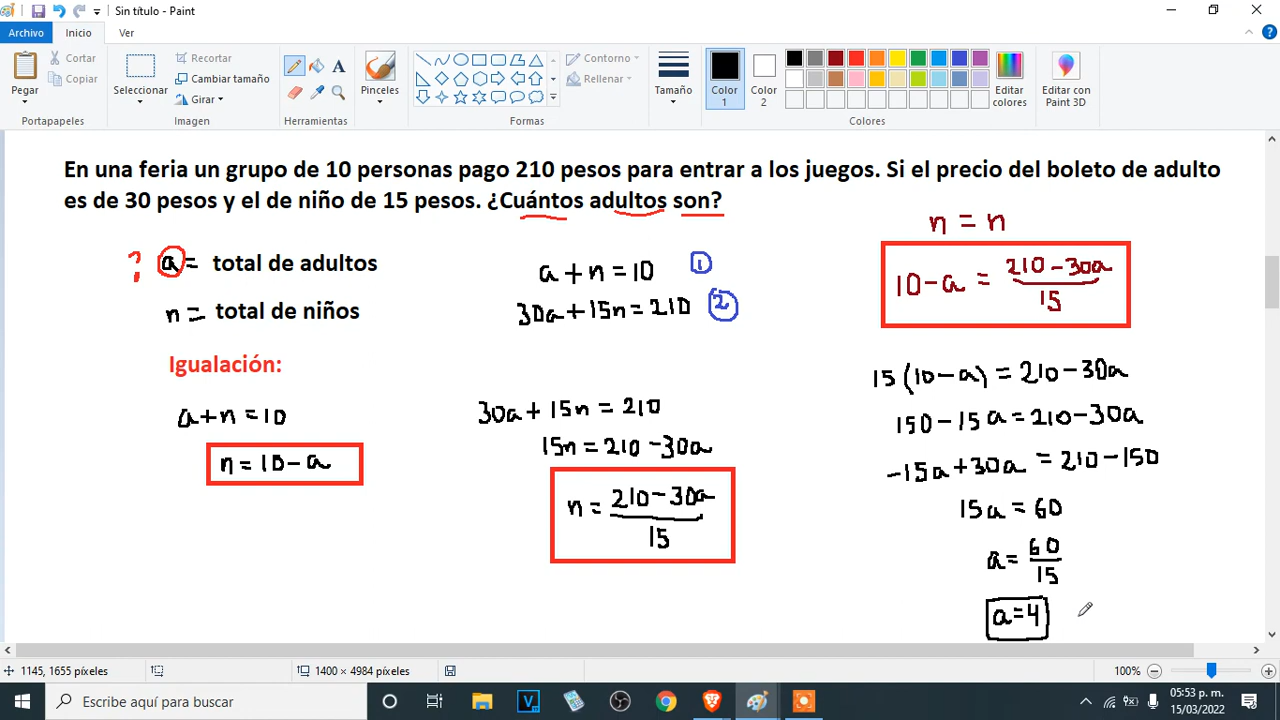 Sin título - Paint
Archivo
Inicio
Ver
Pegar
Cortar
Copiar
Portapapeles
Seleccionar
Recortar
Cambiar tamaño
Girar
Imagen
A
Herramientas
Pinceles
Contorno
Rellenar
Formas
Tamaño
Color 1
Color 2
Editar colores
Colores
Editar con Paint 3D
En una feria un grupo de 10 personas pago 210 pesos para entrar a los juegos. Si el precio del boleto de adulto
es de 30 pesos y el de niño de 15 pesos. ¿Cuántos adultos son?
? a = total de adultos
n = total de niños
a + n = 10 1
30a + 15n = 210 2
Igualación:
a + n = 10
n = 10 - a
30a + 15n = 210
15n = 210 - 30a
n = 210 - 30a
15
n = n
10 - a = 210 - 30a
15
15 (10 - a) = 210 - 30a
150 - 15a = 210 - 30a
-15a + 30a = 210 - 150
15a = 60
a = 60
15
a = 4
1145, 1655 píxeles
1400 × 4984 píxeles
100%
Escribe aquí para buscar
05:53 p. m.
15/03/2022